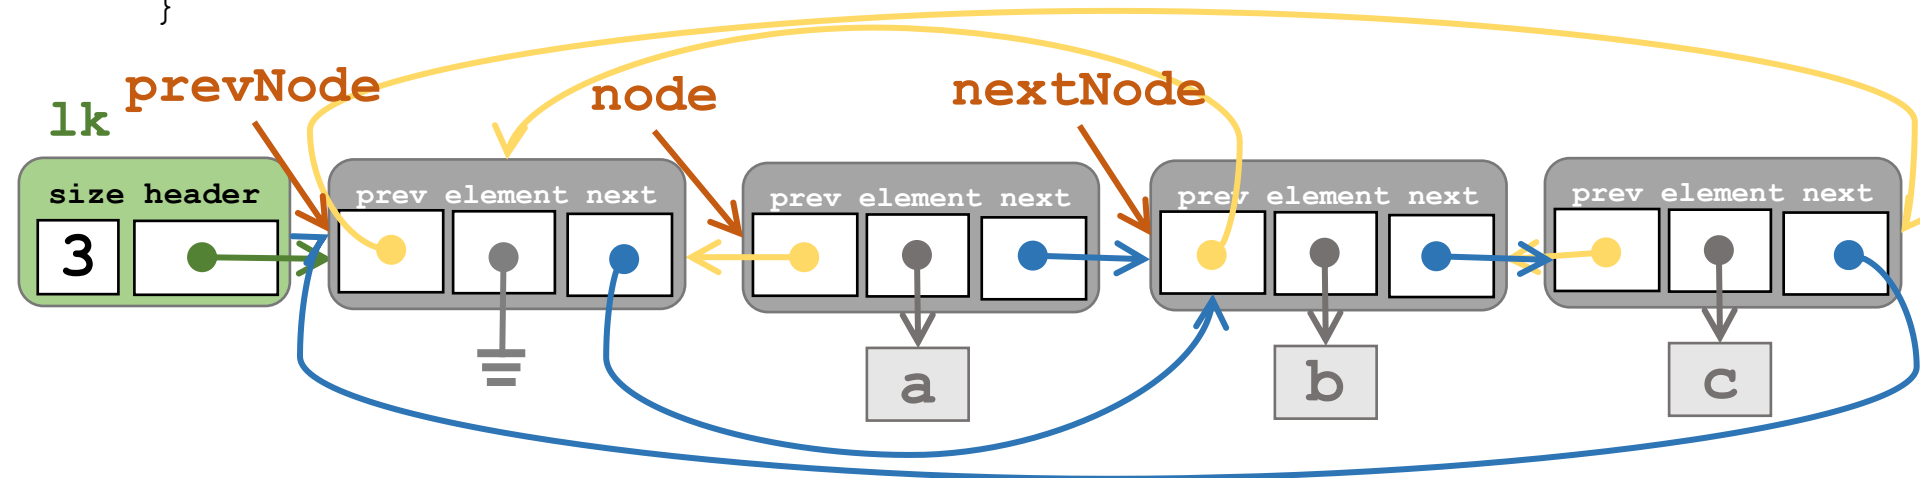 }
prevNode node nextNode
lk
size header prev element next prev element next prev element next prev element next
3
a b c